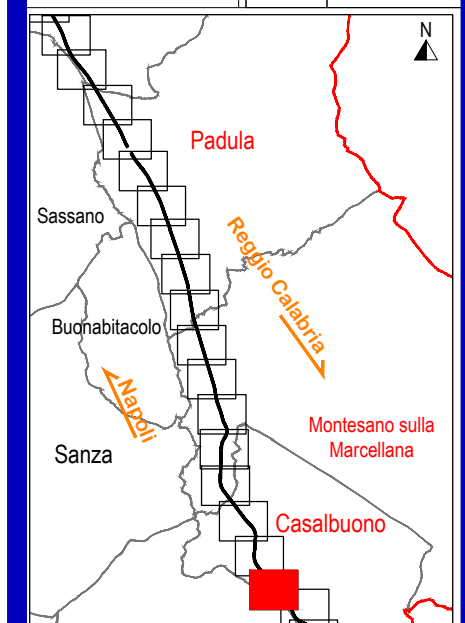 N
Padula
Sassano
Reggio Calabria
Buonabitacolo
Napoli
Montesano sulla
Marcellana
Sanza
Casalbuono